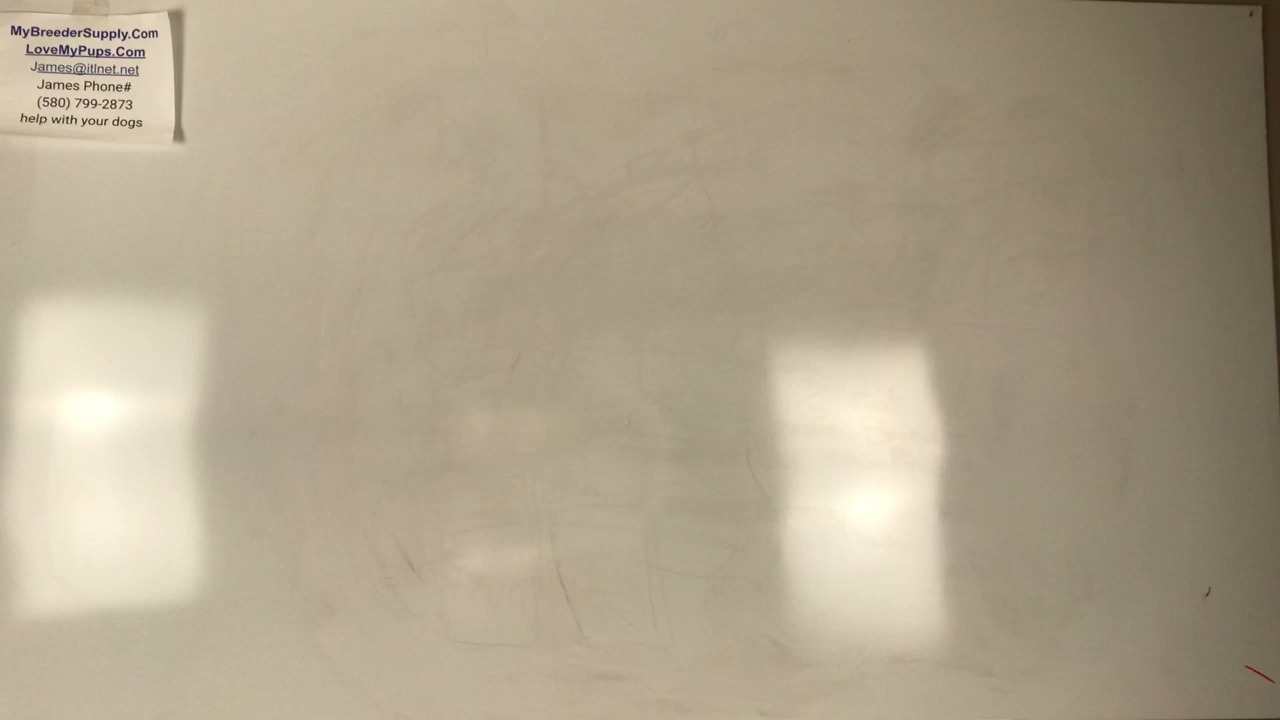 MyBreederSupply.Com
LoveMyPups.Com
James@itlnet.net
James Phone#
(580) 799-2873
help with your dogs